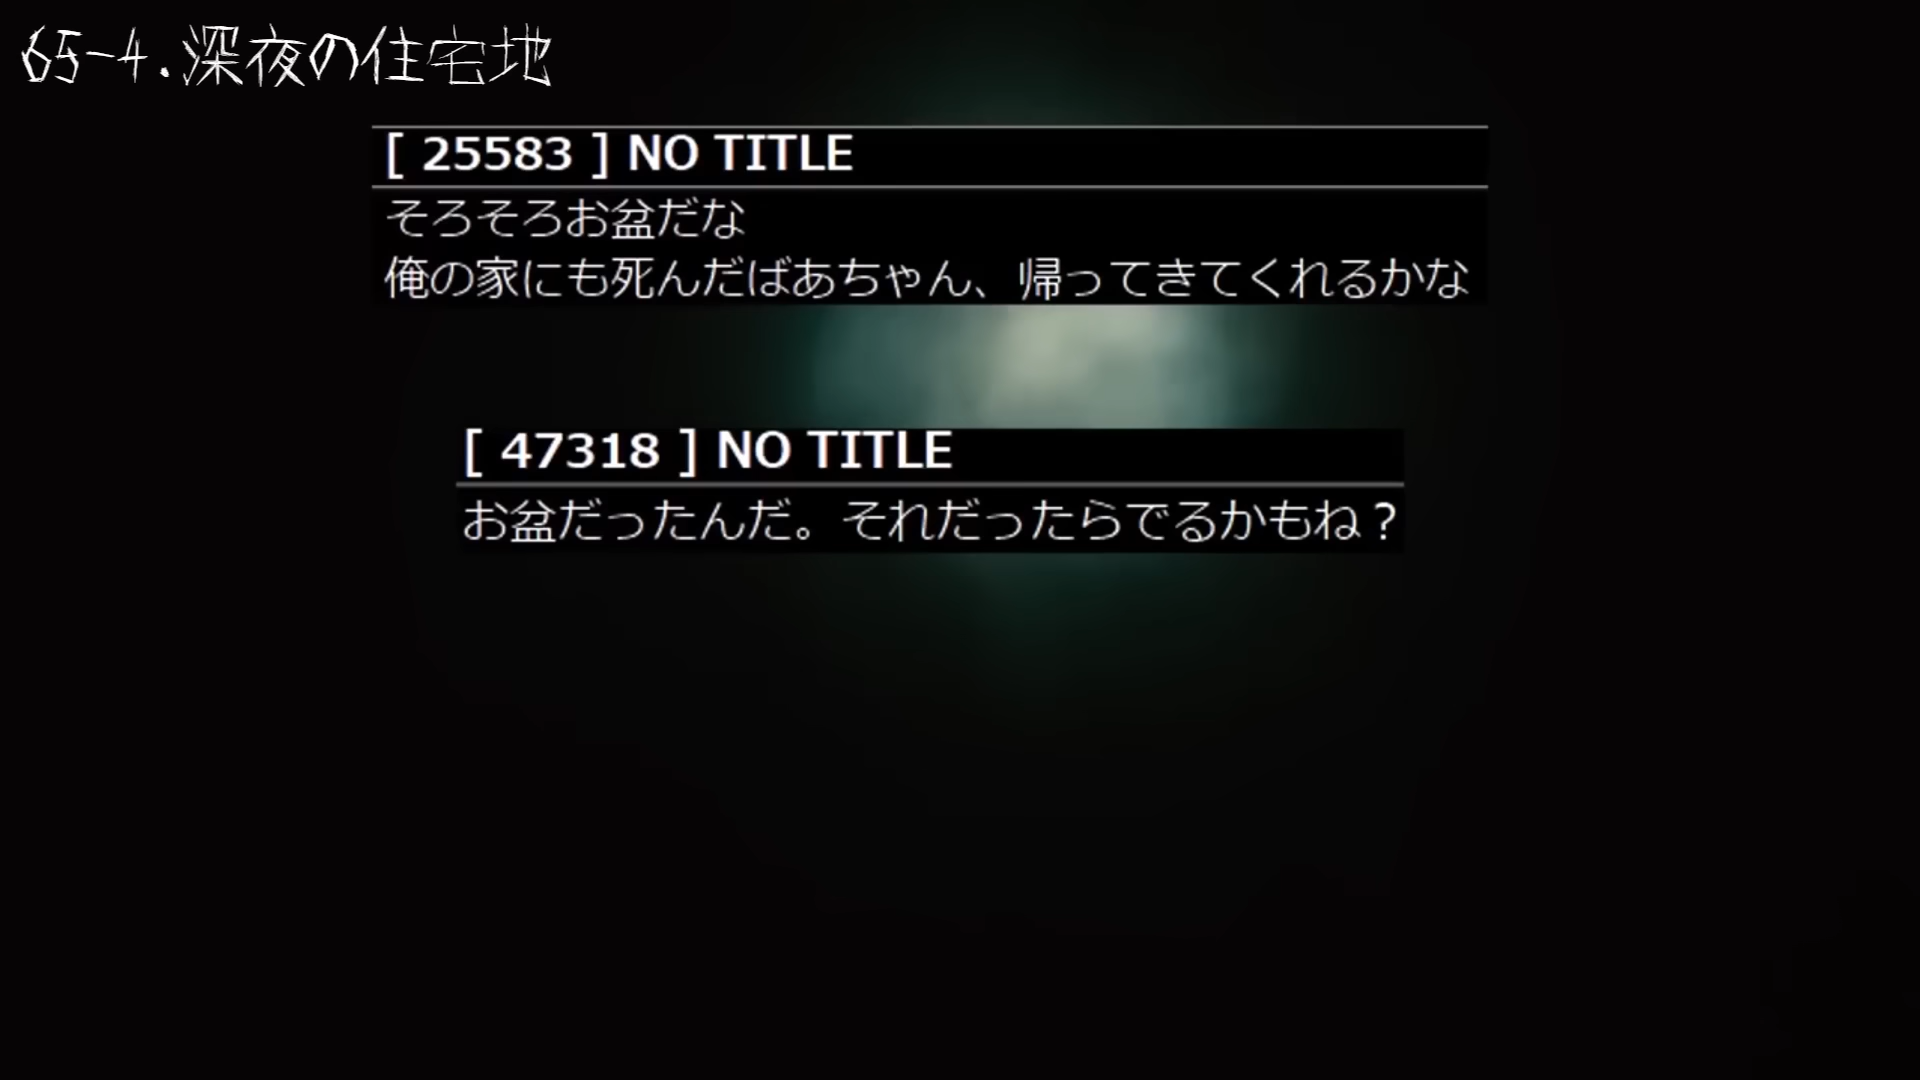 65-4.深夜の住宅地
[ 25583 ] NO TITLE
そろそろお盆だな
俺の家にも死んだばあちゃん、帰ってきてくれるかな
[ 47318 ] NO TITLE
お盆だったんだ。それだったらでるかもね？